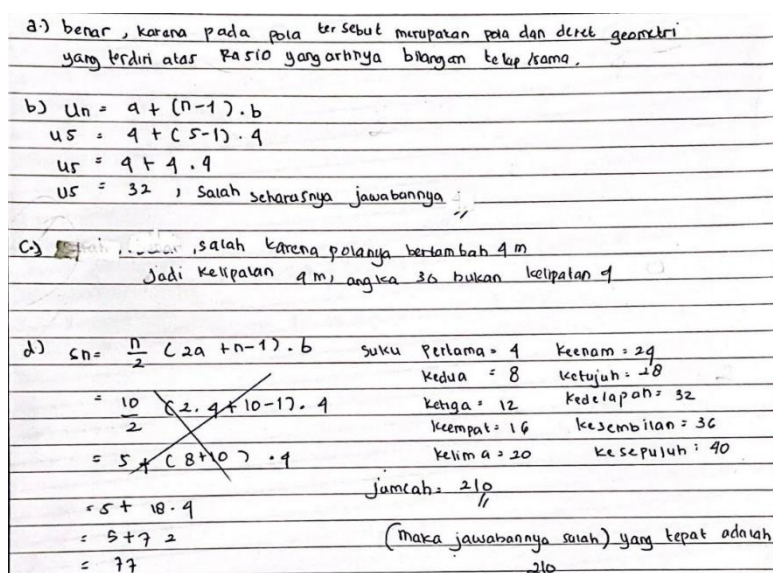 a.) benar, karana pada pola tersebut merupakan pola dan deret geometri
yang terdiri atas Rasio yang artinya bilangan tetap /sama.
b) Un = a + (n-1). b
U5 = 4 + (5-1). 4
U5 = 4 + 4 . 4
U5 = 32 , salah seharusnya jawabannya
c.) , salah karena polanya bertambah 4 m
jadi kelipatan 4 m, angka 30 bukan kelipatan 4
d) Sn = n/2 (2a + n-1). b
= 10/2 (2. 4 + 10-1). 4
= 5 + (8+10) . 4
= 5 + 18 . 4
= 5 + 7 2
= 77
suku pertama = 4
kedua = 8
ketiga = 12
keempat = 16
kelima = 20
keenam = 24
ketujuh = 28
kedelapan = 32
kesembilan = 36
kesepuluh : 40
jumlah = 210
(maka jawabannya salah) yang tepat adalah
210